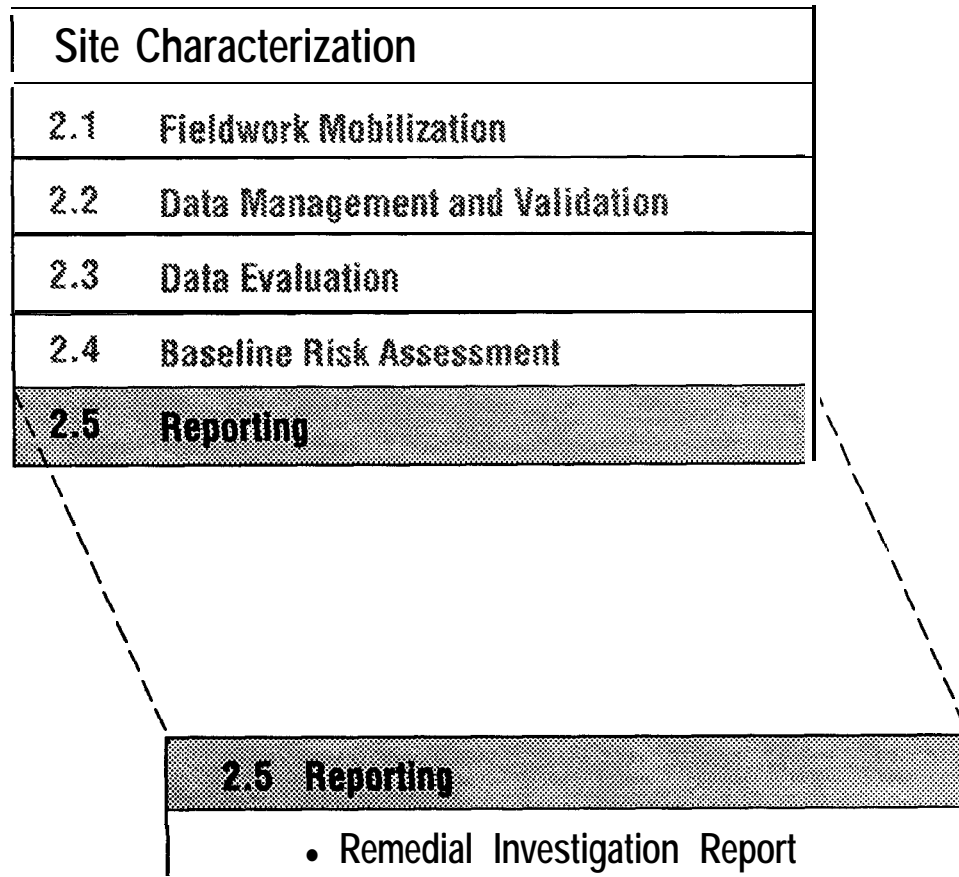 Site Characterization
2.1 Fieldwork Mobilization
2.2 Data Management and Validation
2.3 Data Evaluation
2.4 Baseline Risk Assessment
2.5 Reporting
2.5 Reporting
• Remedial Investigation Report